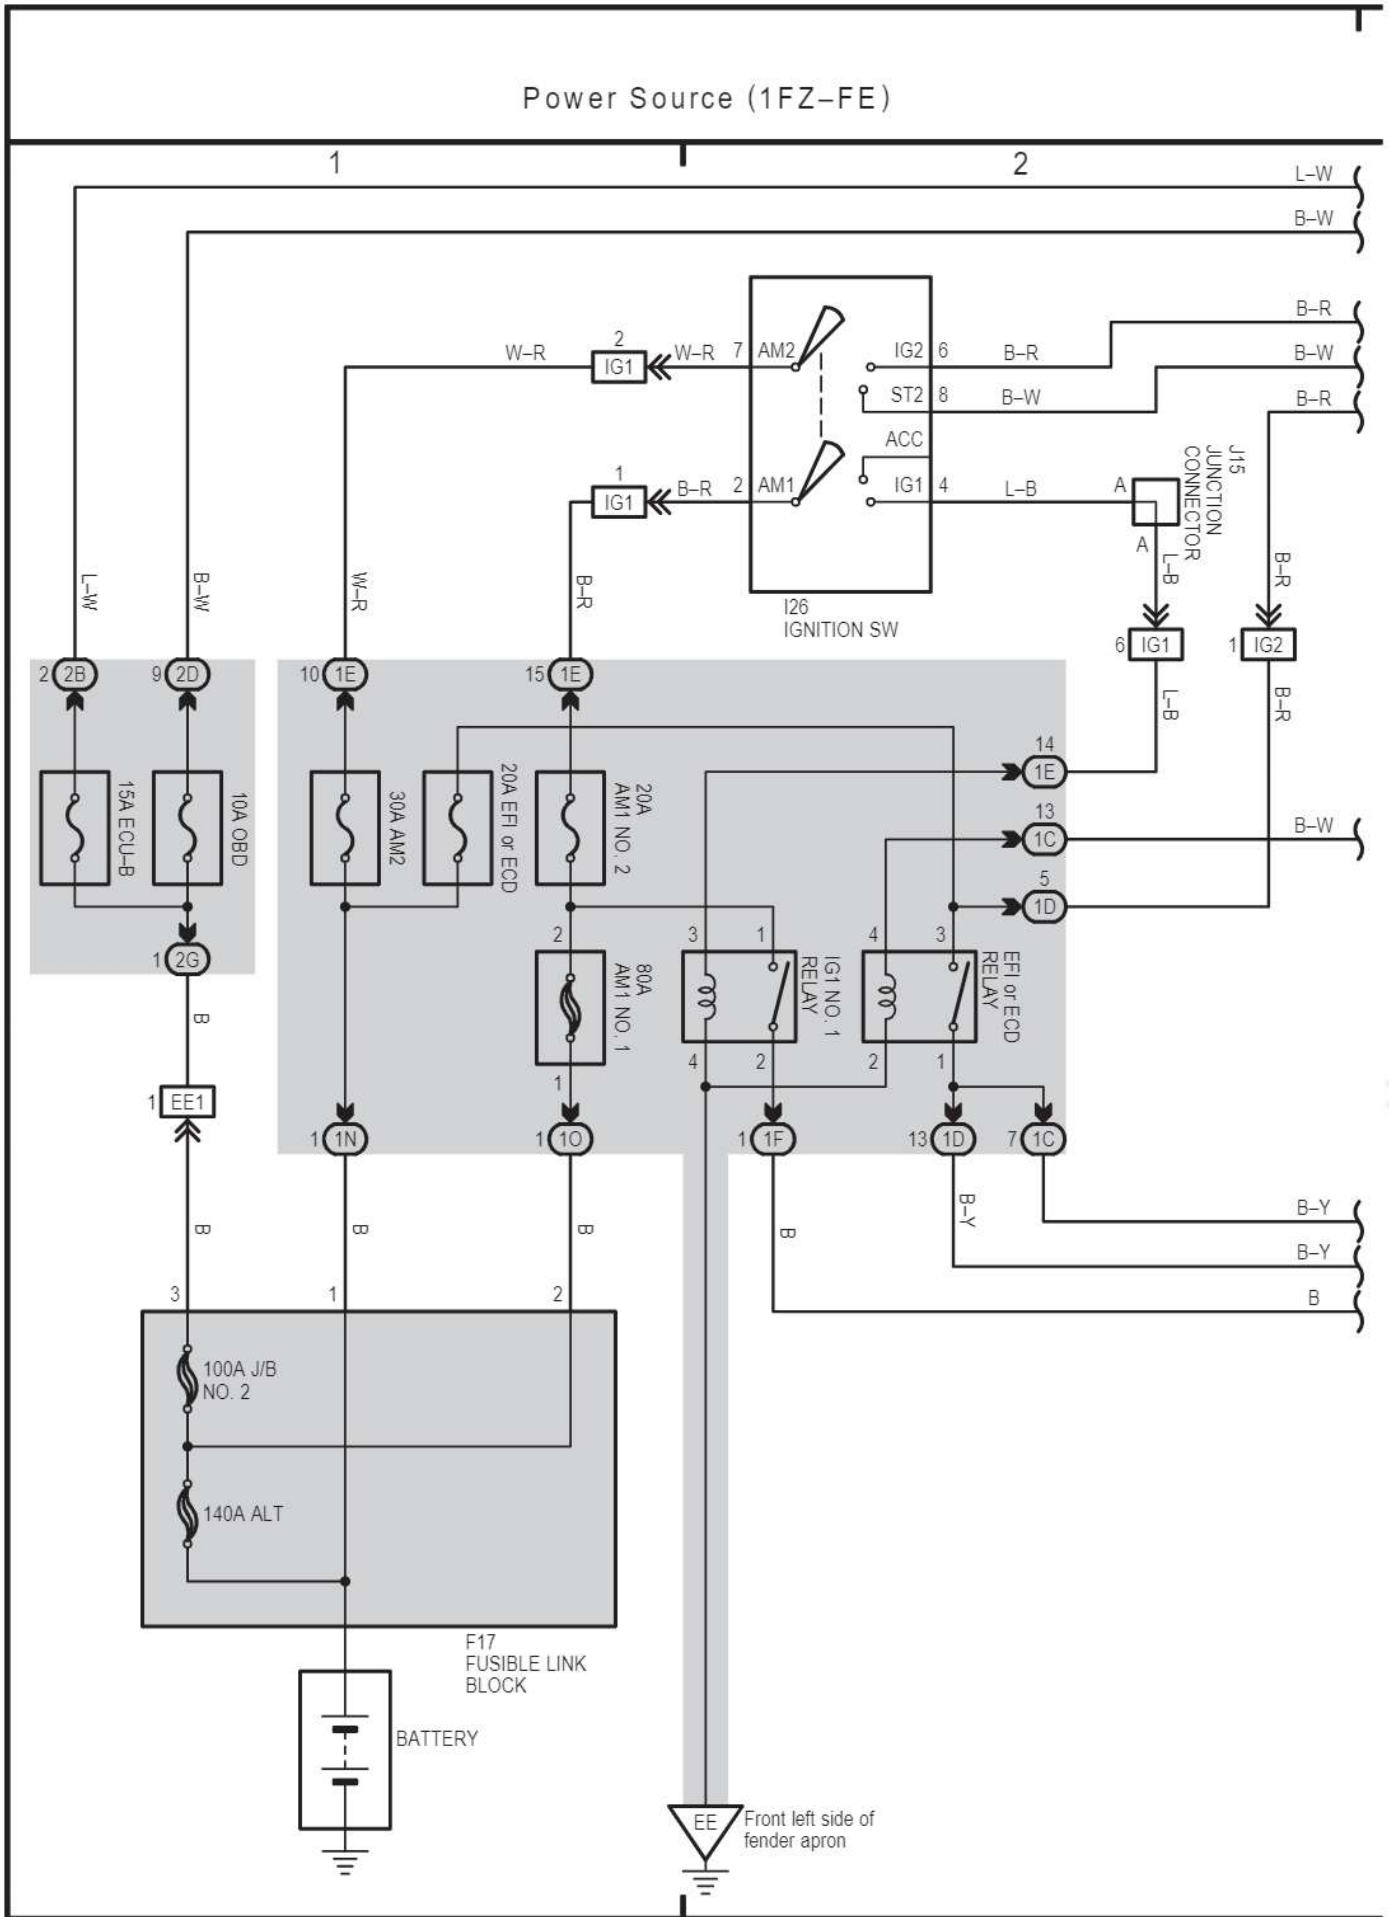 Power Source (1FZ–FE)
1
2
L–W
B–W
B–R
B–W
B–R
W–R
2
IG1
W–R
7
AM2
IG2
6
B–R
ST2
8
B–W
ACC
1
IG1
B–R
2
AM1
IG1
4
L–B
A
A
J15
JUNCTION
CONNECTOR
I26
IGNITION SW
L–W
B–W
W–R
B–R
L–B
B–R
6
IG1
1
IG2
L–B
B–R
2
2B
9
2D
10
1E
15
1E
15A ECU–B
10A OBD
30A AM2
20A EFI or ECD
20A
AM1 NO. 2
14
1E
13
1C
B–W
5
1D
1
2G
2
80A
AM1 NO. 1
1
3
1
IG1 NO. 1
RELAY
4
2
4
3
EFI or ECD
RELAY
2
1
B
1
EE1
1
1N
1
1O
1
1F
13
1D
7
1C
B
B
B
B
B–Y
B–Y
B–Y
B
3
1
2
100A J/B
NO. 2
140A ALT
F17
FUSIBLE LINK
BLOCK
BATTERY
EE
Front left side of
fender apron